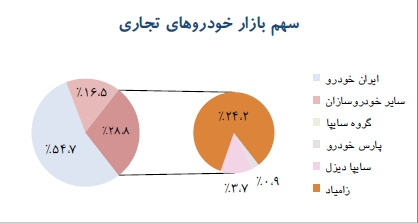 سهم بازار خودروهای تجاری
ایران خودرو
سایر خودروسازان
گروه سایپا
پارس خودرو
سایپا دیزل
زامیاد
٪۱۶.۵
٪۲۸.۸
٪۵۴.۷
٪۲۴.۲
٪۰.۹
٪۳.۷